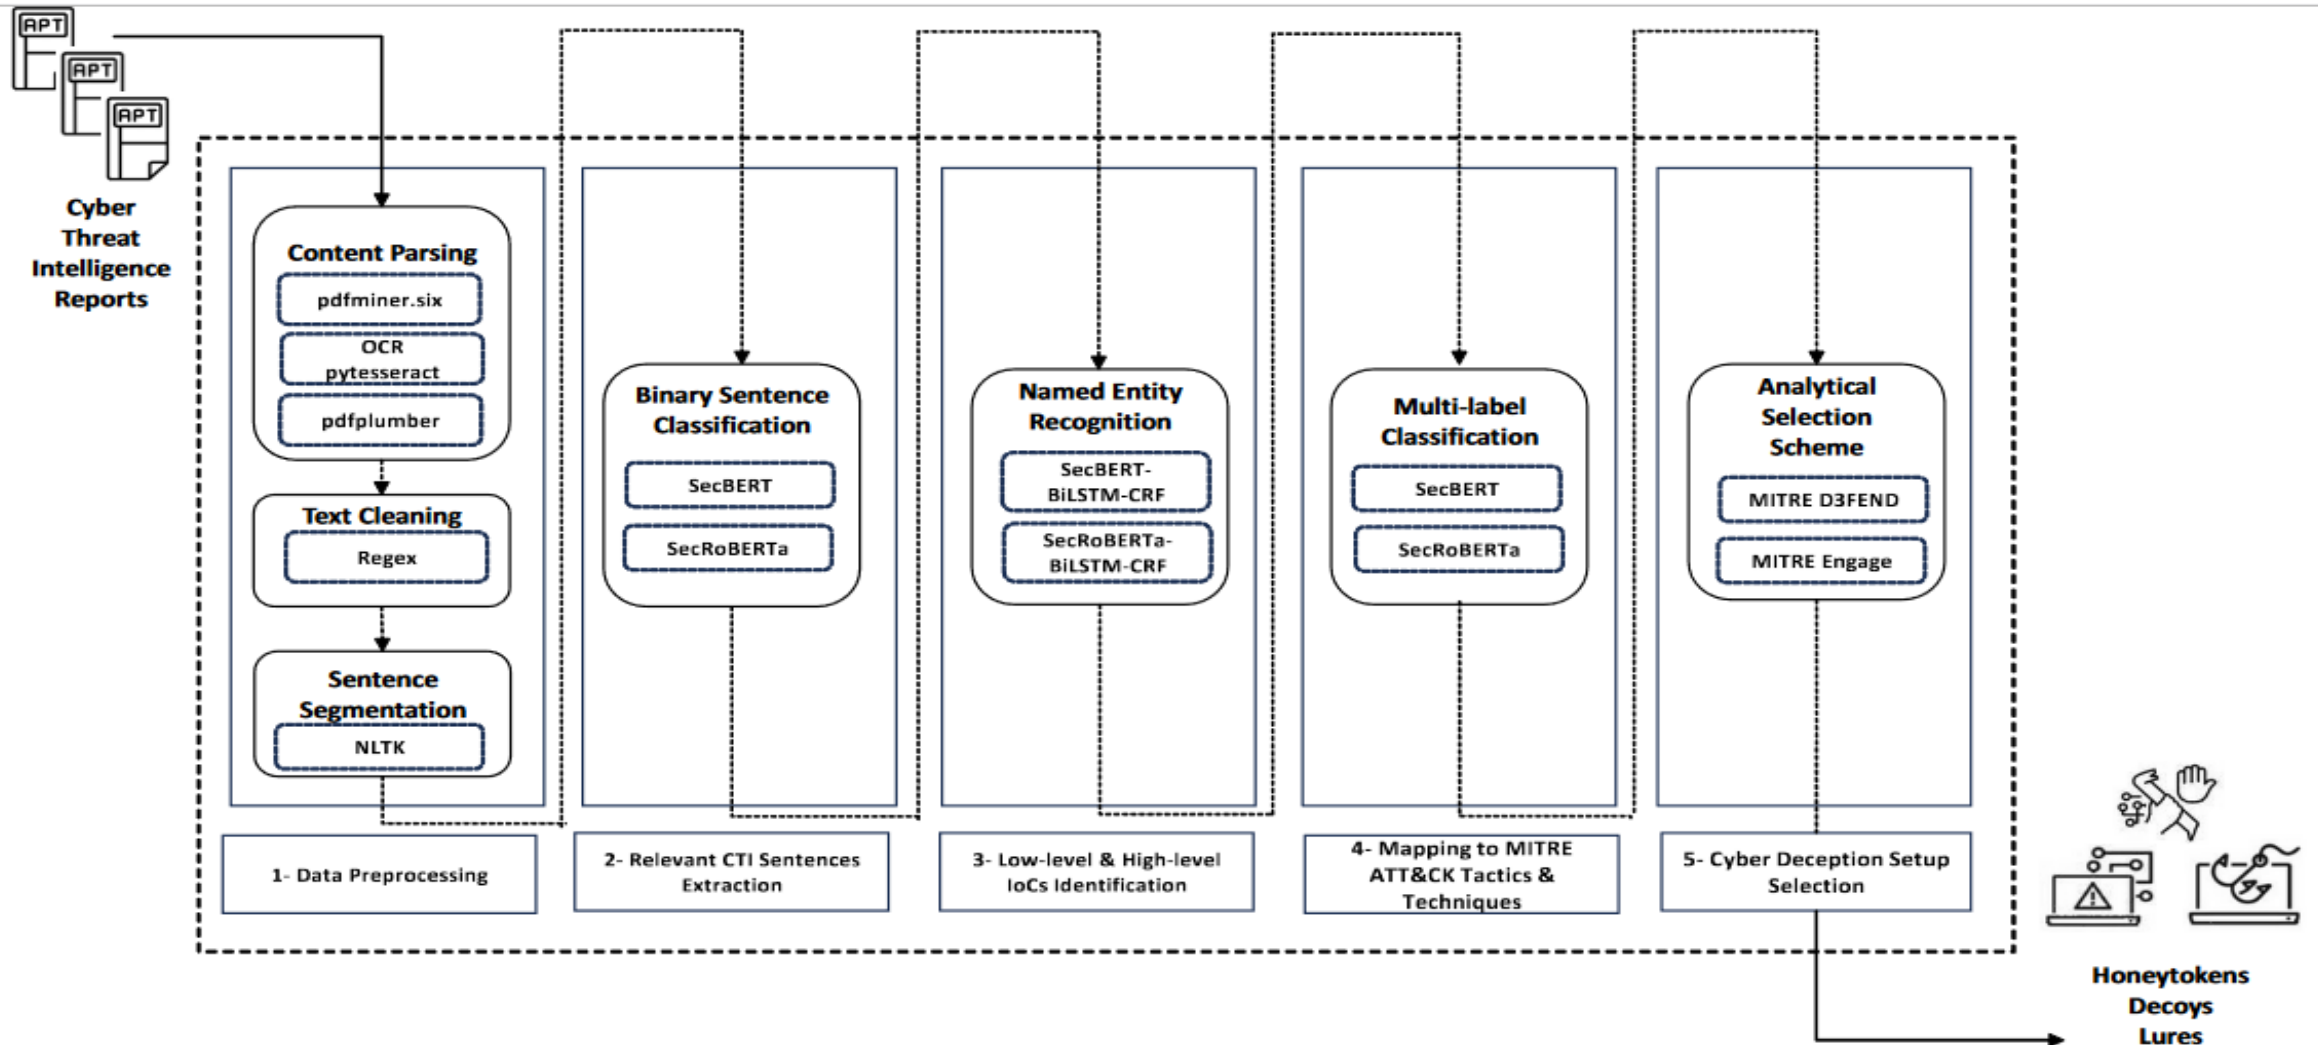 APT
APT
APT
Cyber
Threat
Intelligence
Reports
Content Parsing
pdfminer.six
OCR
pytesseract
pdfplumber
Text Cleaning
Regex
Sentence
Segmentation
NLTK
1- Data Preprocessing
Binary Sentence
Classification
SecBERT
SecRoBERTa
2- Relevant CTI Sentences
Extraction
Named Entity
Recognition
SecBERT-
BiLSTM-CRF
SecRoBERTa-
BiLSTM-CRF
3- Low-level & High-level
IoCs Identification
Multi-label
Classification
SecBERT
SecRoBERTa
4- Mapping to MITRE
ATT&CK Tactics &
Techniques
Analytical
Selection
Scheme
MITRE D3FEND
MITRE Engage
5- Cyber Deception Setup
Selection
Honeytokens
Decoys
Lures